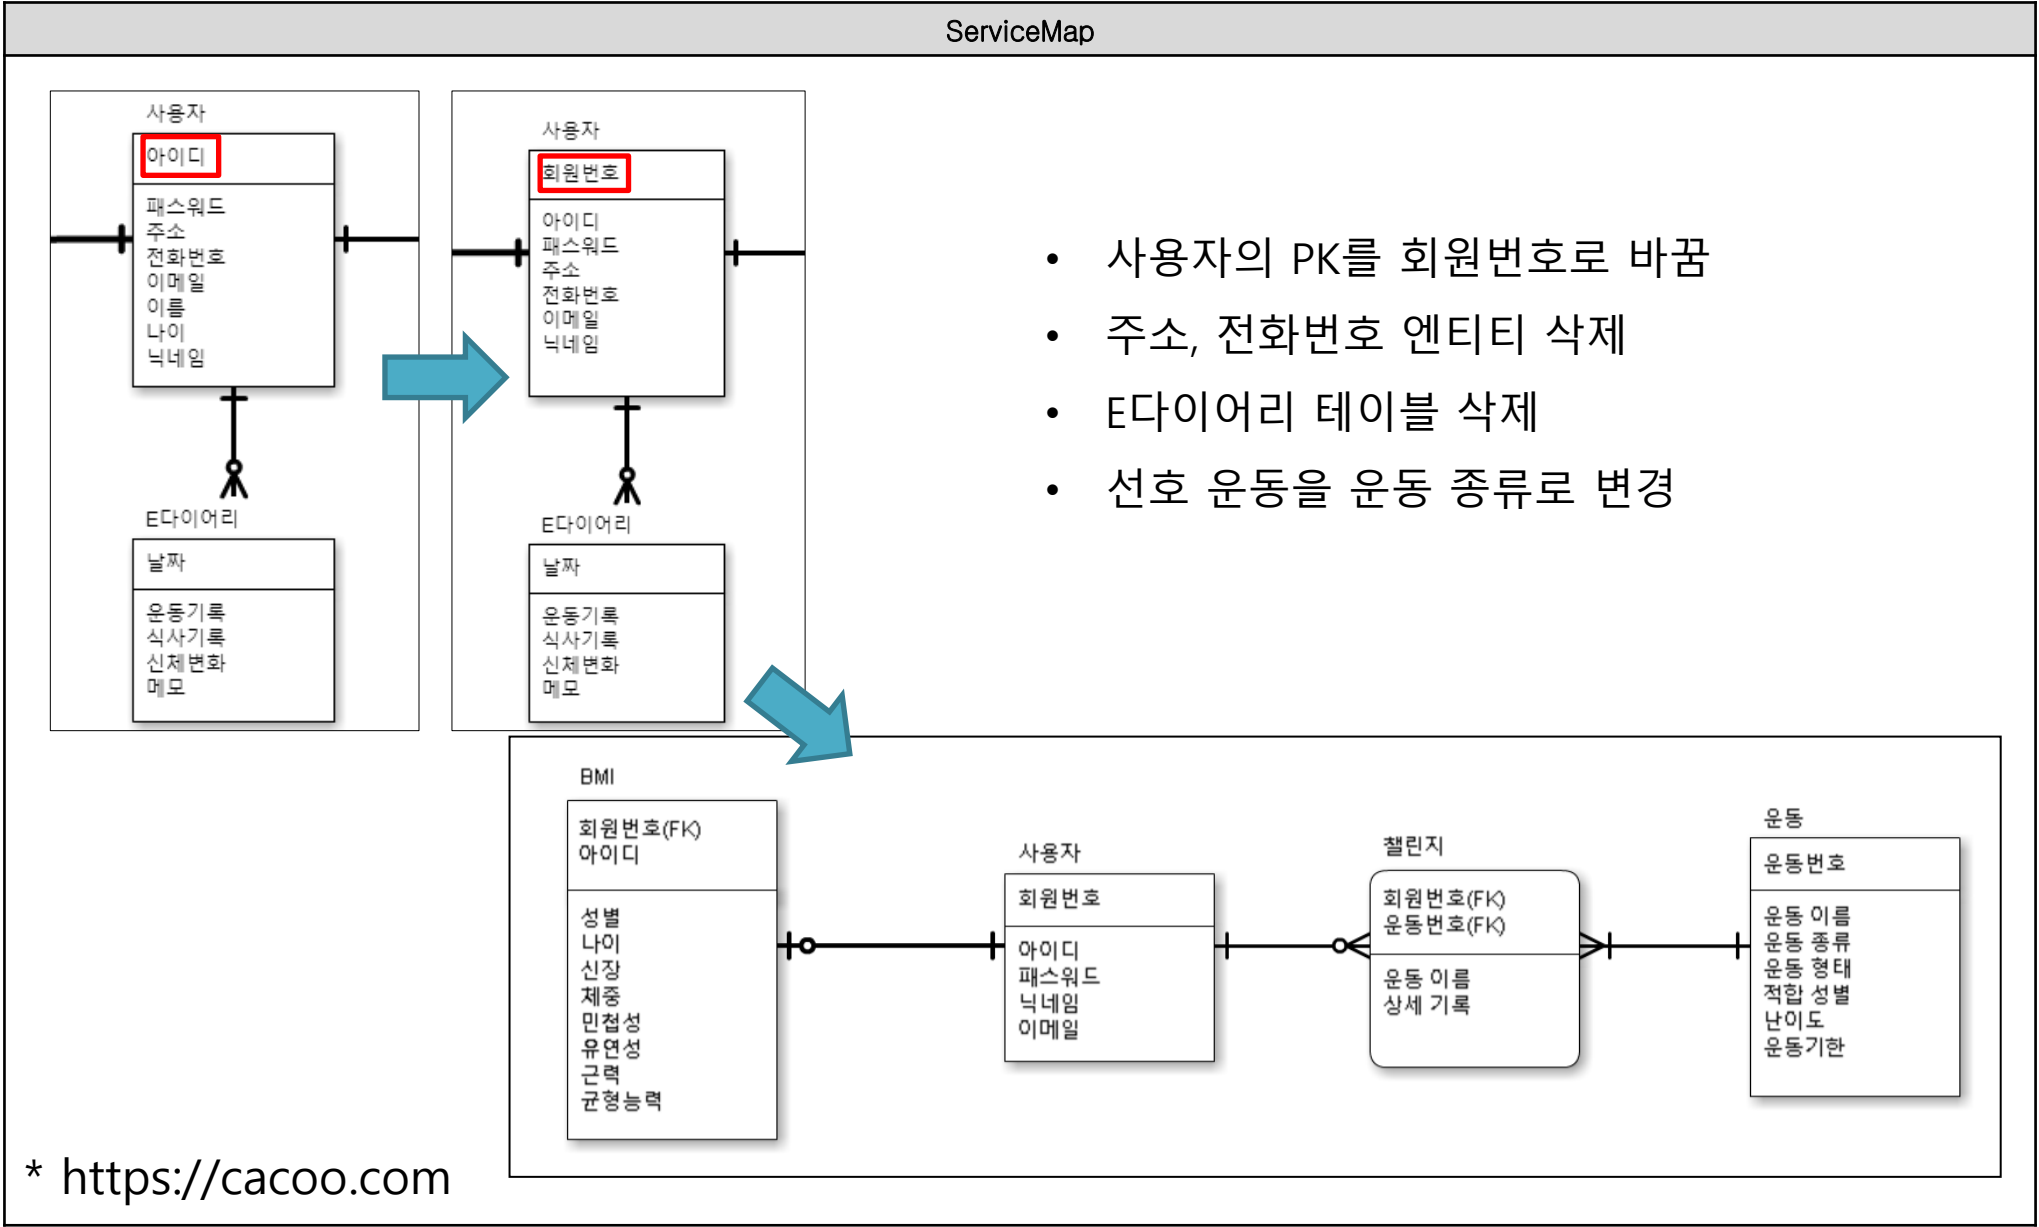 ServiceMap
사용자
아이디
패스워드
주소
전화번호
이메일
이름
나이
닉네임
E다이어리
날짜
운동기록
식사기록
신체변화
메모
사용자
회원번호
아이디
패스워드
주소
전화번호
이메일
닉네임
E다이어리
날짜
운동기록
식사기록
신체변화
메모
• 사용자의 PK를 회원번호로 바꿈
• 주소, 전화번호 엔티티 삭제
• E다이어리 테이블 삭제
• 선호 운동을 운동 종류로 변경
BMI
회원번호(FK)
아이디
성별
나이
신장
체중
민첩성
유연성
근력
균형능력
사용자
회원번호
아이디
패스워드
닉네임
이메일
챌린지
회원번호(FK)
운동번호(FK)
운동 이름
상세 기록
운동
운동번호
운동 이름
운동 종류
운동 형태
적합 성별
난이도
운동기한
* https://cacoo.com